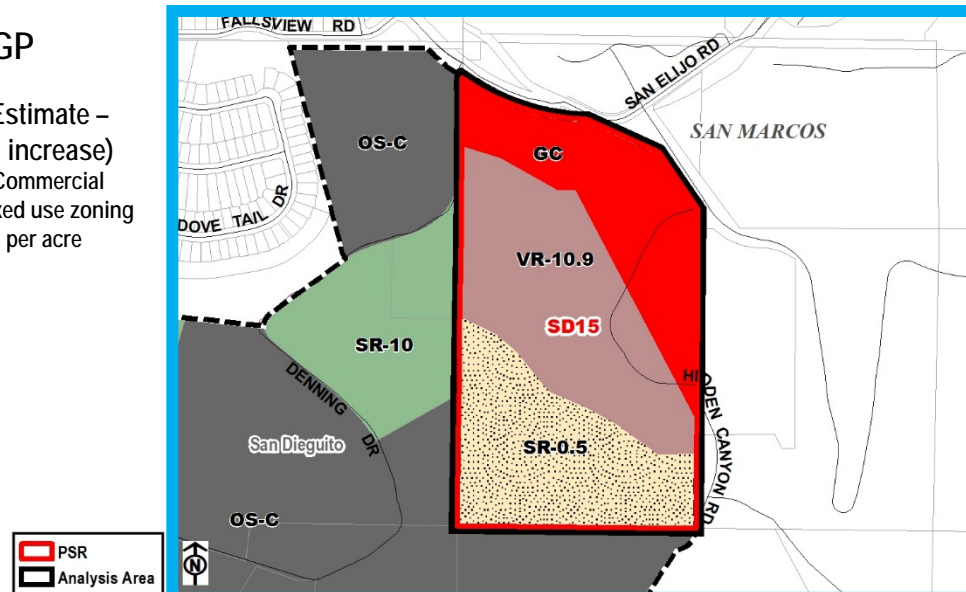 GP
Estimate –
increase)
Commercial
xed use zoning
per acre
FALLSVIEW RD
SAN ELIJO RD
SAN MARCOS
OS-C
GC
DOVE TAIL DR
VR-10.9
SD15
SR-10
HIDDEN CANYON RD
DENNING DR
San Dieguito
SR-0.5
OS-C
PSR
Analysis Area
N